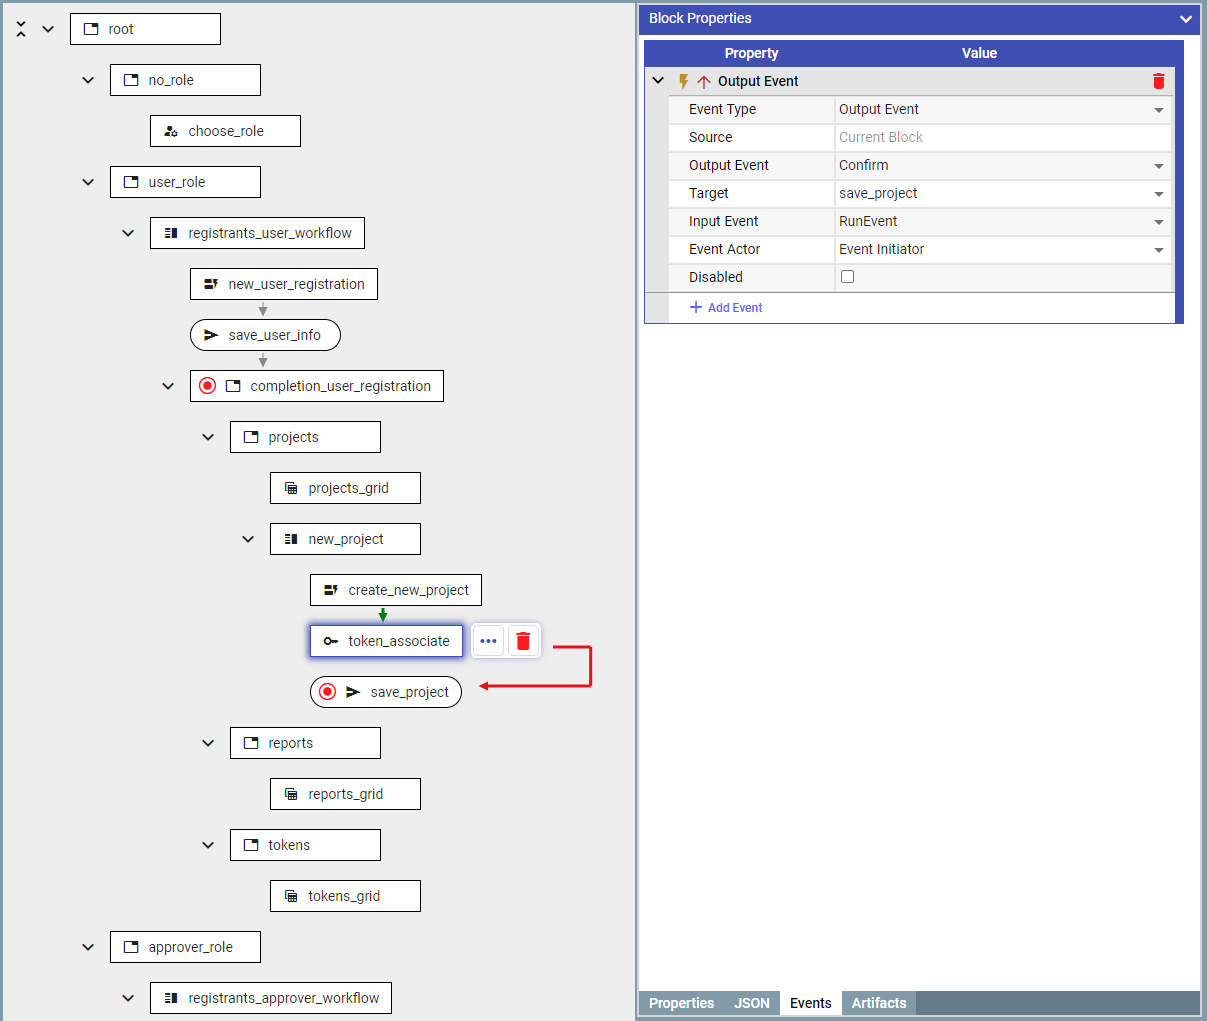 root
no_role
choose_role
user_role
registrants_user_workflow
new_user_registration
save_user_info
completion_user_registration
projects
projects_grid
new_project
create_new_project
token_associate
save_project
reports
reports_grid
tokens
tokens_grid
approver_role
registrants_approver_workflow
Block Properties
Property Value
Output Event
Event Type Output Event
Source Current Block
Output Event Confirm
Target save_project
Input Event RunEvent
Event Actor Event Initiator
Disabled
Add Event
Properties JSON Events Artifacts